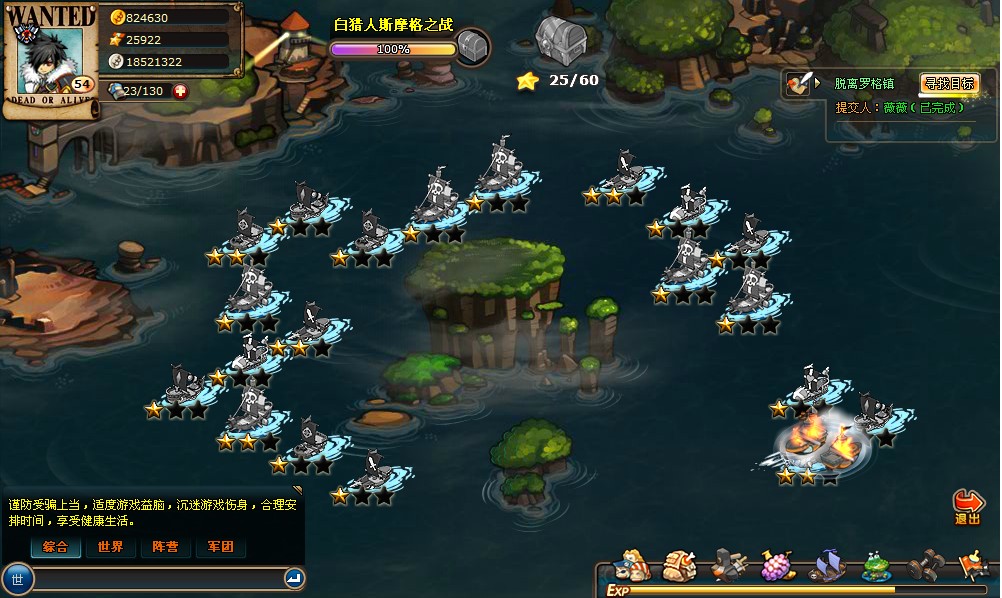 WANTED
54
DEAD OR ALIVE
824630
25922
18521322
23/130
白猎人斯摩格之战
100%
25/60
脱离罗格镇
寻找目标
提交人：薇薇（已完成）
谨防受骗上当，适度游戏益脑，沉迷游戏伤身，合理安
排时间，享受健康生活。
综合
世界
阵营
军团
世
退出
EXP